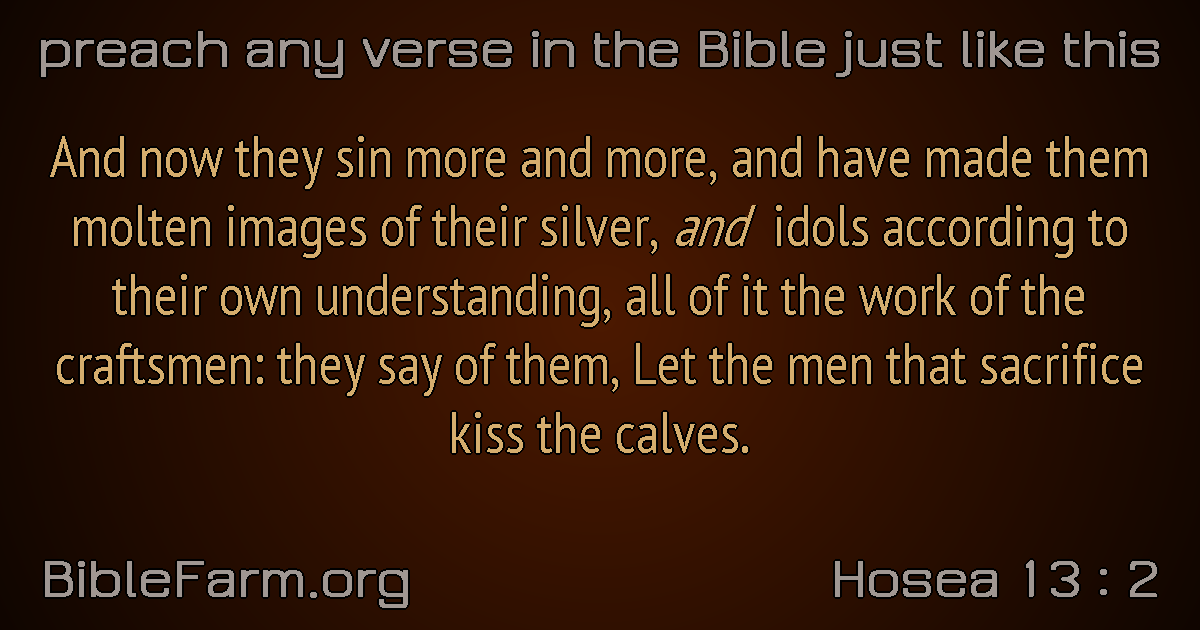 preach any verse in the Bible just like this
And now they sin more and more, and have made them
molten images of their silver, and idols according to
their own understanding, all of it the work of the
craftsmen: they say of them, Let the men that sacrifice
kiss the calves.
BibleFarm.org
Hosea 13 : 2